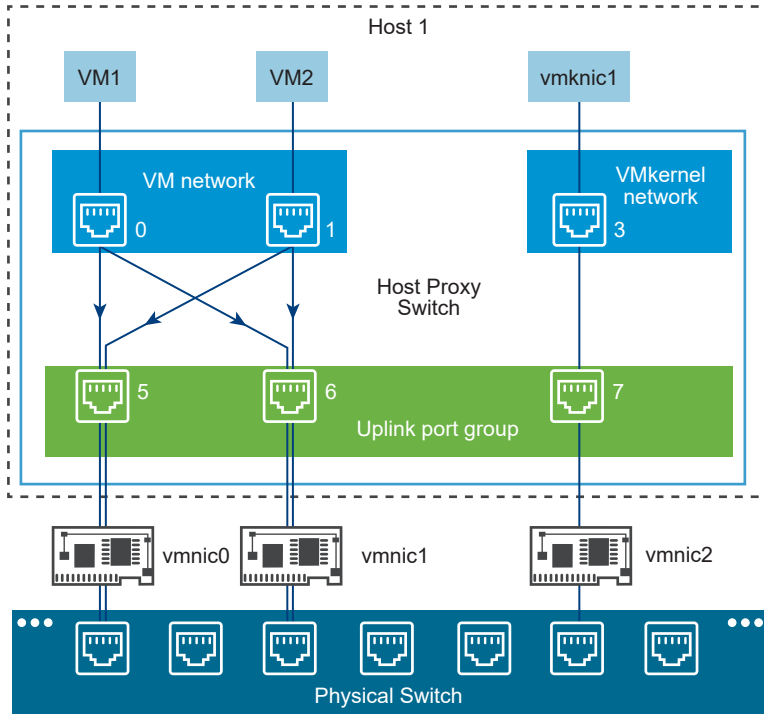 Host 1
VM1
VM2
vmknic1
VM network
VMkernel
network
0
1
3
Host Proxy
Switch
5
6
7
Uplink port group
vmnic0
vmnic1
vmnic2
Physical Switch